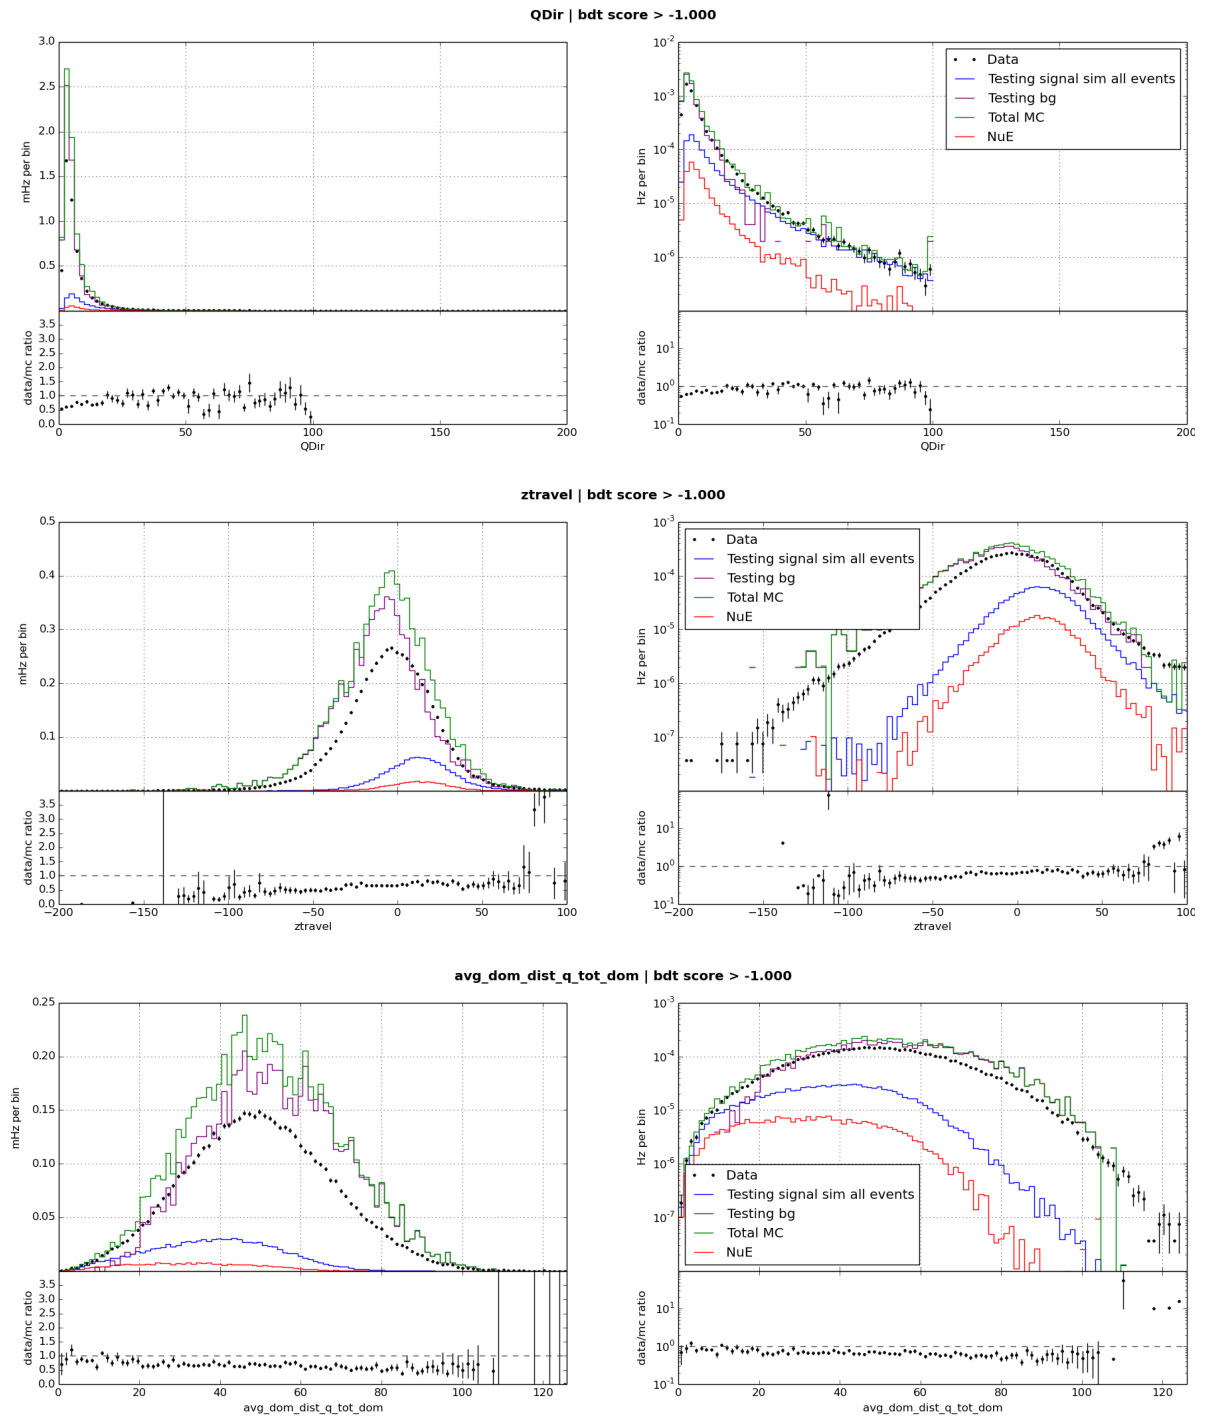 QDir | bdt score > -1.000
3.0
2.5
2.0
1.5
1.0
0.5
mHz per bin
3.5
3.0
2.5
2.0
1.5
1.0
0.5
0.0
data/mc ratio
0 50 100 150 200
QDir
10-2
10-3
10-4
10-5
10-6
Hz per bin
Data
Testing signal sim all events
Testing bg
Total MC
NuE
101
100
10-1
data/mc ratio
0 50 100 150 200
QDir
ztravel | bdt score > -1.000
0.5
0.4
0.3
0.2
0.1
mHz per bin
3.5
3.0
2.5
2.0
1.5
1.0
0.5
0.0
data/mc ratio
−200 −150 −100 −50 0 50 100
ztravel
10-3
10-4
10-5
10-6
10-7
Hz per bin
Data
Testing signal sim all events
Testing bg
Total MC
NuE
101
100
10-1
data/mc ratio
−200 −150 −100 −50 0 50 100
ztravel
avg_dom_dist_q_tot_dom | bdt score > -1.000
0.25
0.20
0.15
0.10
0.05
mHz per bin
3.5
3.0
2.5
2.0
1.5
1.0
0.5
0.0
data/mc ratio
0 20 40 60 80 100 120
avg_dom_dist_q_tot_dom
10-3
10-4
10-5
10-6
10-7
Hz per bin
Data
Testing signal sim all events
Testing bg
Total MC
NuE
101
100
10-1
data/mc ratio
0 20 40 60 80 100 120
avg_dom_dist_q_tot_dom